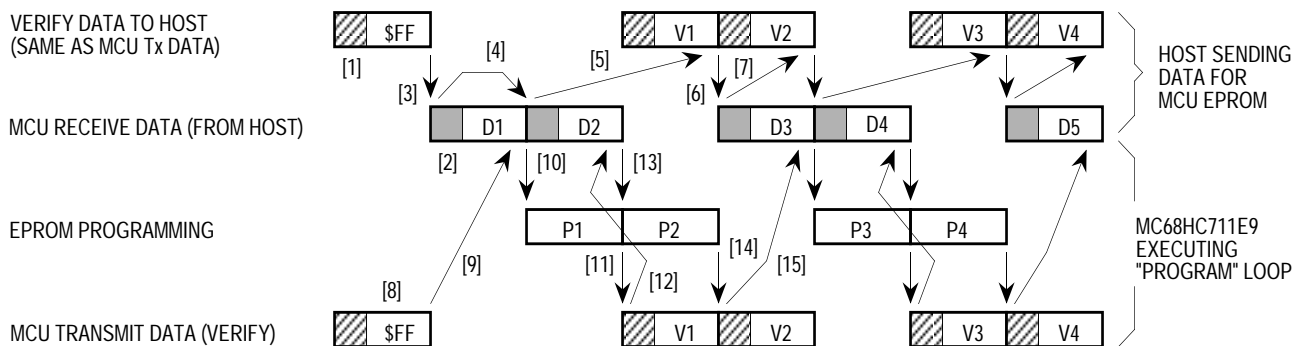 VERIFY DATA TO HOST
(SAME AS MCU Tx DATA)
$FF
V1
V2
V3
V4
[1]
[3]
[4]
[5]
[6]
[7]
HOST SENDING
DATA FOR
MCU EPROM
MCU RECEIVE DATA (FROM HOST)
D1
D2
D3
D4
D5
[2]
[10]
[13]
EPROM PROGRAMMING
P1
P2
P3
P4
MC68HC711E9
EXECUTING
"PROGRAM" LOOP
[8]
[9]
[11]
[12]
[14]
[15]
MCU TRANSMIT DATA (VERIFY)
$FF
V1
V2
V3
V4